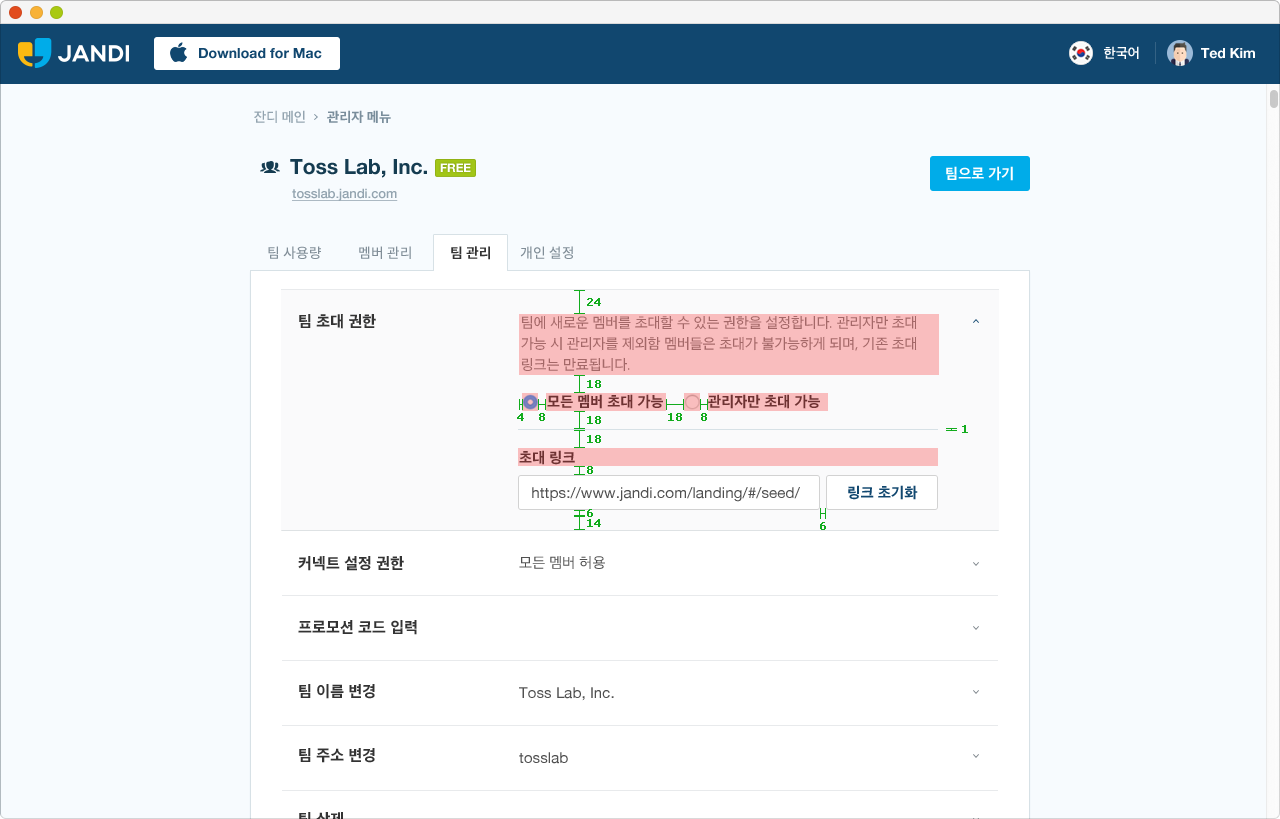 JANDI
Download for Mac
한국어
Ted Kim
잔디 메인 › 관리자 메뉴
Toss Lab, Inc. FREE
tosslab.jandi.com
팀으로 가기
팀 사용량
멤버 관리
팀 관리
개인 설정
24
팀 초대 권한
팀에 새로운 멤버를 초대할 수 있는 권한을 설정합니다. 관리자만 초대
가능 시 관리자를 제외함 멤버들은 초대가 불가능하게 되며, 기존 초대
링크는 만료됩니다.
18
모든 멤버 초대 가능
관리자만 초대 가능
4 8 18 18 8
1
18
초대 링크
8
https://www.jandi.com/landing/#/seed/
링크 초기화
6
14
6
커넥트 설정 권한
모든 멤버 허용
프로모션 코드 입력
팀 이름 변경
Toss Lab, Inc.
팀 주소 변경
tosslab
팀 삭제